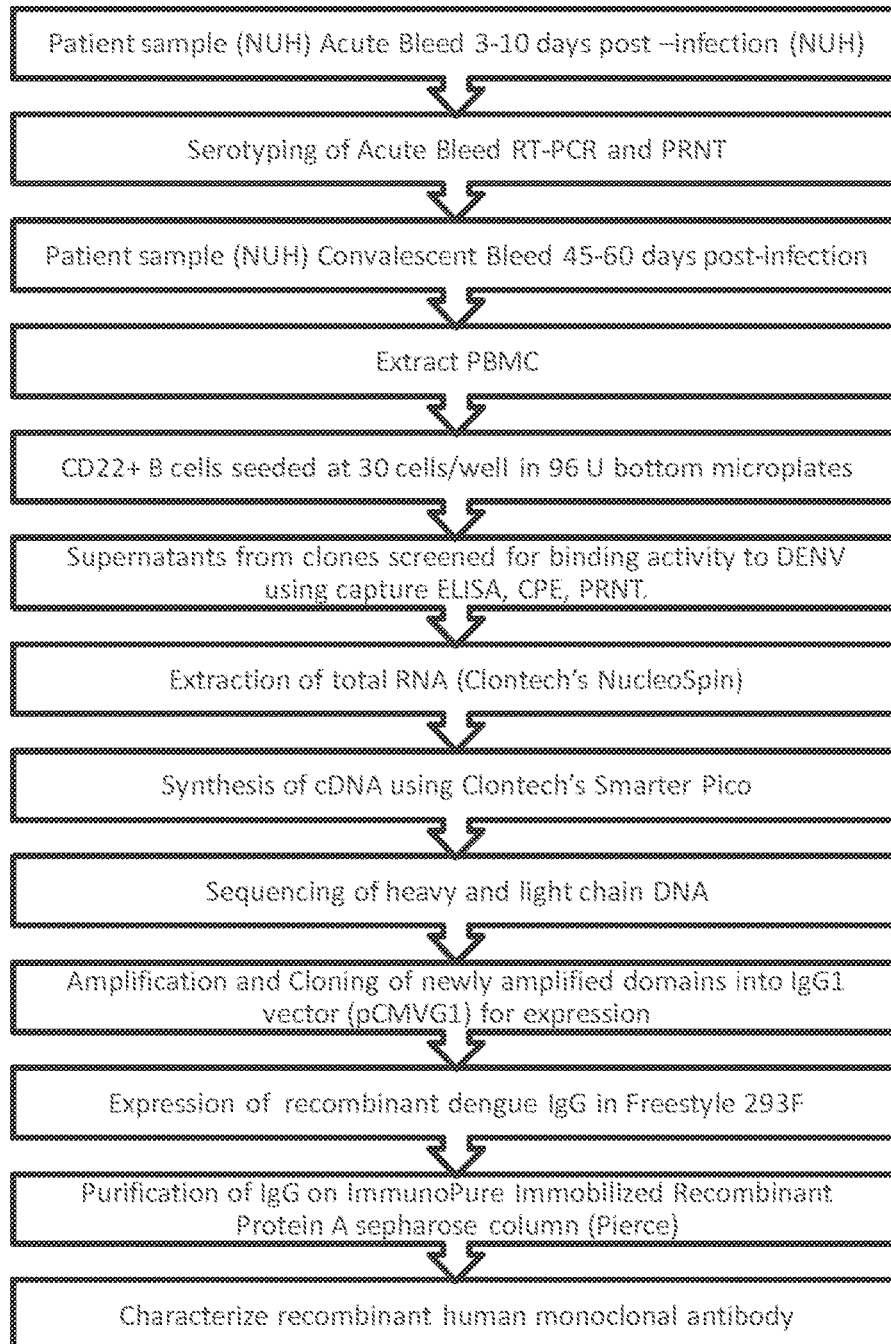 Patient sample (NUH) Acute Bleed 3-10 days post –infection (NUH)
Serotyping of Acute Bleed RT-PCR and PRNT
Patient sample (NUH) Convalescent Bleed 45-60 days post-infection
Extract PBMC
CD22+ B cells seeded at 30 cells/well in 96 U bottom microplates
Supernatants from clones screened for binding activity to DENV
using capture ELISA, CPE, PRNT.
Extraction of total RNA (Clontech's NucleoSpin)
Synthesis of cDNA using Clontech's Smarter Pico
Sequencing of heavy and light chain DNA
Amplification and Cloning of newly amplified domains into IgG1
vector (pCMVG1) for expression
Expression of recombinant dengue IgG in Freestyle 293F
Purification of IgG on ImmunoPure Immobilized Recombinant
Protein A sepharose column (Pierce)
Characterize recombinant human monoclonal antibody